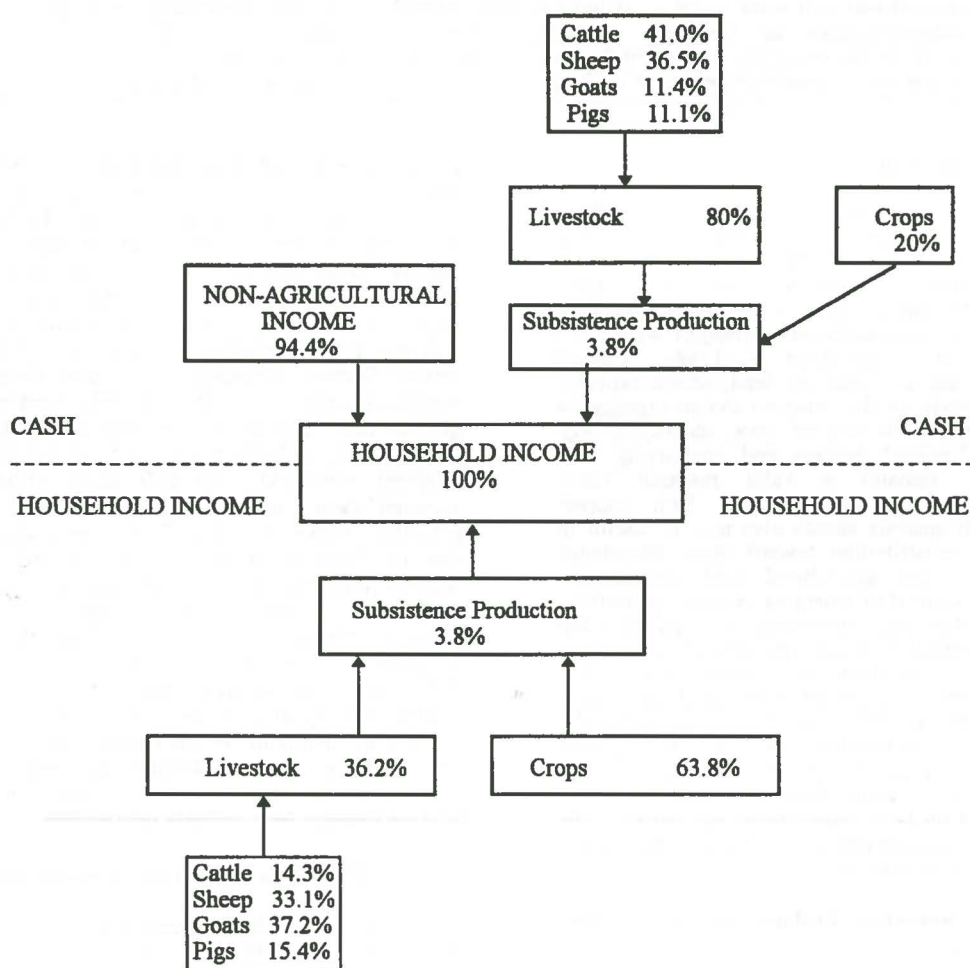 Cattle 41.0%
Sheep 36.5%
Goats 11.4%
Pigs 11.1%
Livestock 80%
Crops
20%
NON-AGRICULTURAL
INCOME
94.4%
Subsistence Production
3.8%
CASH
CASH
HOUSEHOLD INCOME
100%
HOUSEHOLD INCOME
HOUSEHOLD INCOME
Subsistence Production
3.8%
Livestock 36.2%
Crops 63.8%
Cattle 14.3%
Sheep 33.1%
Goats 37.2%
Pigs 15.4%